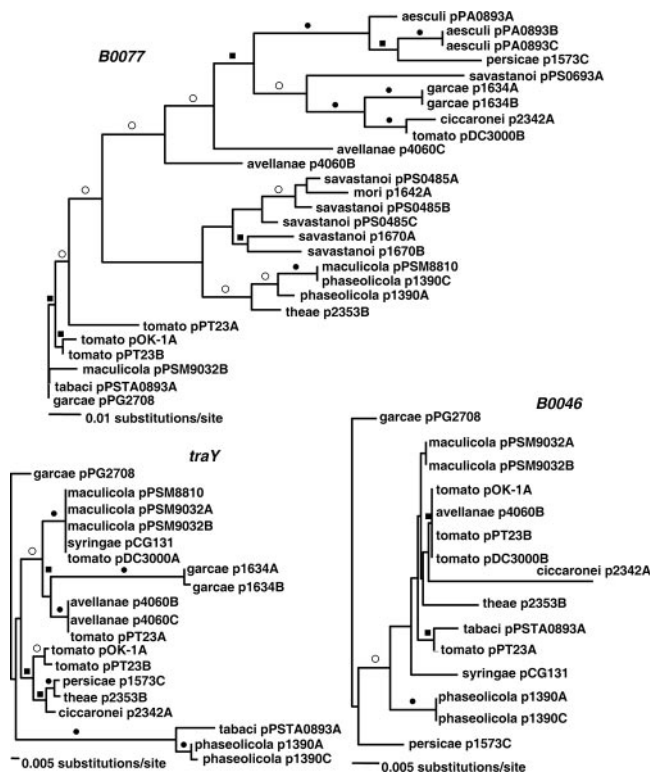 B0077
aesculi pPA0893A
aesculi pPA0893B
aesculi pPA0893C
persicae p1573C
savastanoi pPS0693A
garcae p1634A
garcae p1634B
ciccaronei p2342A
tomato pDC3000B
avellanae p4060C
avellanae p4060B
savastanoi pPS0485A
mori p1642A
savastanoi pPS0485B
savastanoi pPS0485C
savastanoi p1670A
savastanoi p1670B
maculicola pPSM8810
phaseolicola p1390C
phaseolicola p1390A
theae p2353B
tomato pPT23A
tomato pOK-1A
tomato pPT23B
maculicola pPSM9032B
tabaci pPSTA0893A
garcae pPG2708
0.01 substitutions/site
traY
garcae pPG2708
maculicola pPSM8810
maculicola pPSM9032A
maculicola pPSM9032B
syringae pCG131
tomato pDC3000A
garcae p1634A
garcae p1634B
avellanae p4060B
avellanae p4060C
tomato pPT23A
tomato pOK-1A
tomato pPT23B
persicae p1573C
theae p2353B
ciccaronei p2342A
tabaci pPSTA0893A
phaseolicola p1390A
phaseolicola p1390C
0.005 substitutions/site
B0046
garcae pPG2708
maculicola pPSM9032A
maculicola pPSM9032B
tomato pOK-1A
avellanae p4060B
tomato pPT23B
tomato pDC3000B
ciccaronei p2342A
theae p2353B
tabaci pPSTA0893A
tomato pPT23A
syringae pCG131
phaseolicola p1390A
phaseolicola p1390C
persicae p1573C
0.005 substitutions/site